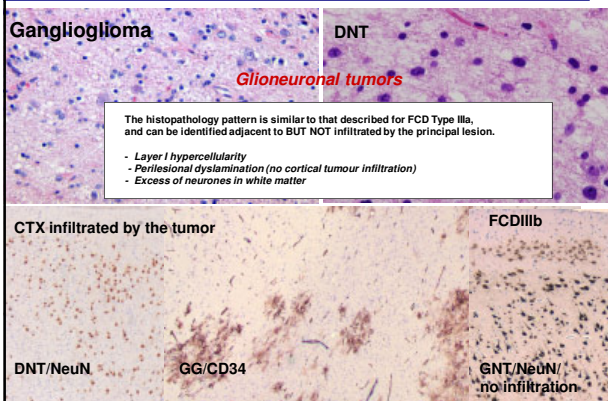 Ganglioglioma
DNT
Glioneuronal tumors
The histopathology pattern is similar to that described for FCD Type IIIa,
and can be identified adjacent to BUT NOT infiltrated by the principal lesion.
- Layer I hypercellularity
- Perilesional dyslamination (no cortical tumour infiltration)
- Excess of neurones in white matter
CTX infiltrated by the tumor
FCDIIIb
DNT/NeuN
GG/CD34
GNT/NeuN/
no infiltration